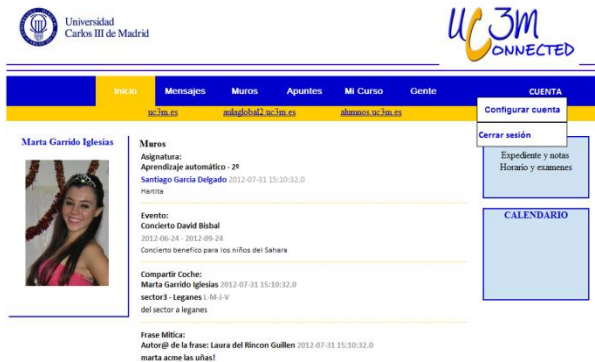 Universidad
Carlos III de Madrid
UC3M
CONNECTED
Inicio Mensajes Muros Apuntes Mi Curso Gente CUENTA
uc3m.es aulaglobal2.uc3m.es alumnos.uc3m.es
Configurar cuenta
Cerrar sesión
Marta Garrido Iglesias
Muros
Asignatura:
Aprendizaje automático - 2º
Santiago García Delgado 2012-07-31 15:10:32.0
Hartita
Evento:
Concierto David Bisbal
2012-06-24 - 2012-09-24
Concierto benefico para los niños del Sahara
Compartir Coche:
Marta Garrido Iglesias 2012-07-31 15:10:32.0
sector3 - Leganes L-M-J-V
del sector a leganes
Frase Mítica:
Autor@ de la frase: Laura del Rincon Guillen 2012-07-31 15:10:32.0
marta acme las uñas!
Expediente y notas
Horario y examenes
CALENDARIO